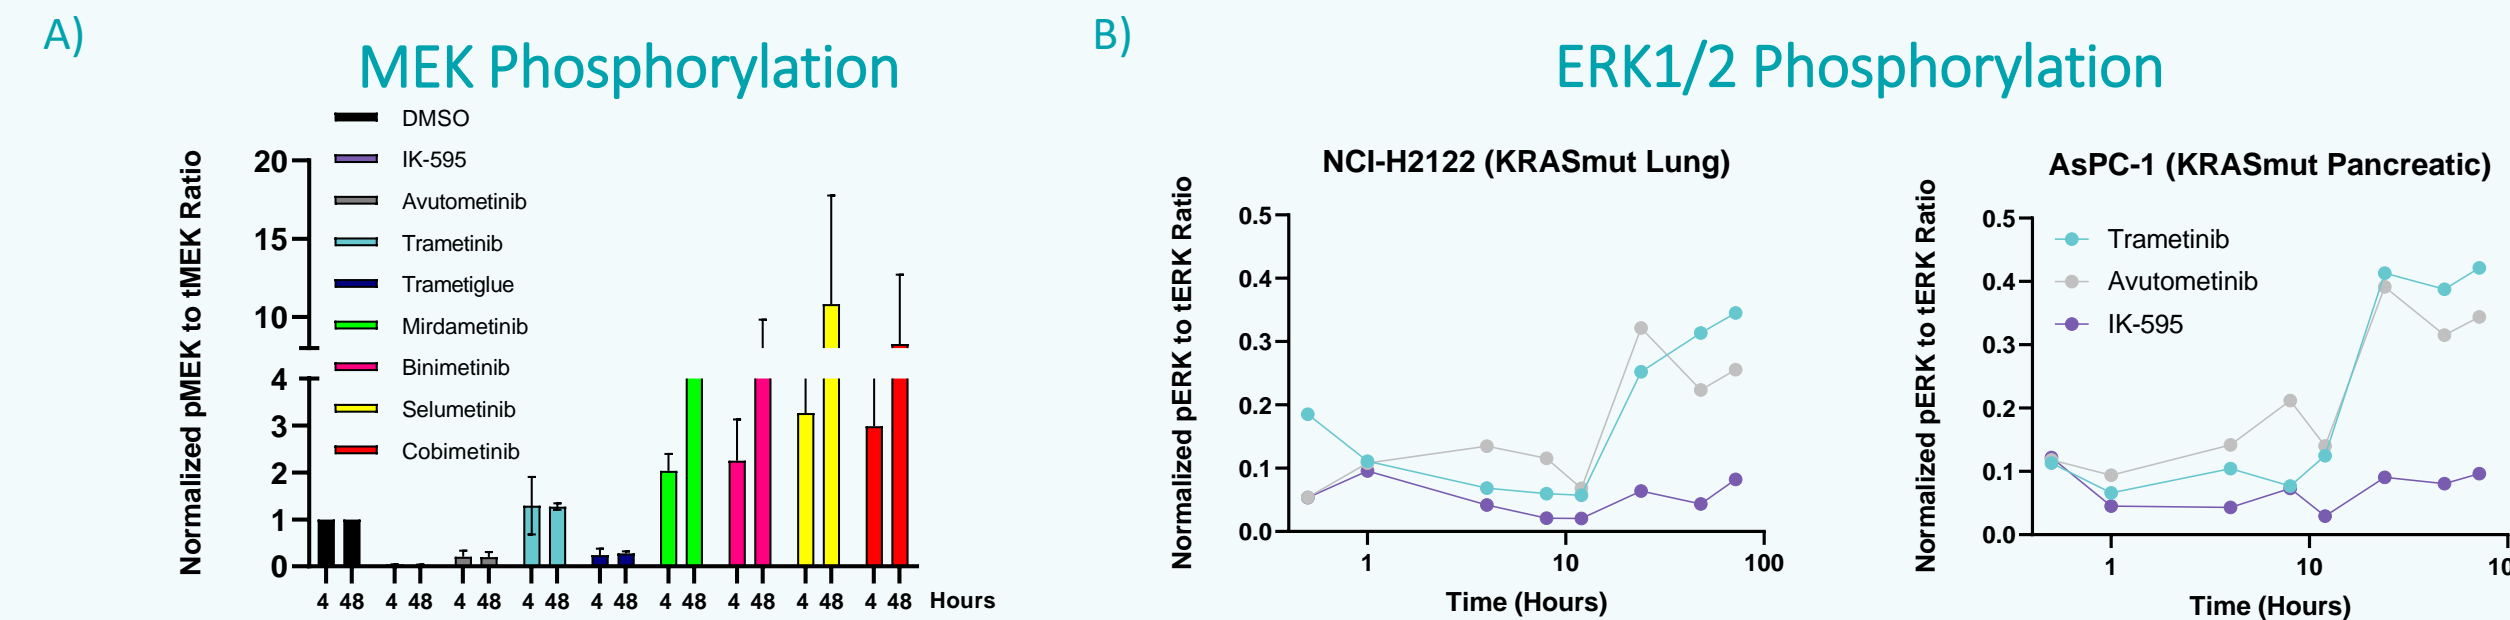 A)
MEK Phosphorylation
DMSO
IK-595
Avutometinib
Trametinib
Trametiglue
Mirdametinib
Binimetinib
Selumetinib
Cobimetinib
Normalized pMEK to tMEK Ratio
20
15
10
4
3
2
1
0
4 48 4 48 4 48 4 48 4 48 4 48 4 48 4 48 4 48 Hours
B)
ERK1/2 Phosphorylation
NCI-H2122 (KRASmut Lung)
Normalized pERK to tERK Ratio
0.5
0.4
0.3
0.2
0.1
0.0
1 10 100
Time (Hours)
AsPC-1 (KRASmut Pancreatic)
Normalized pERK to tERK Ratio
0.5
0.4
0.3
0.2
0.1
0.0
Trametinib
Avutometinib
IK-595
1 10 10
Time (Hours)